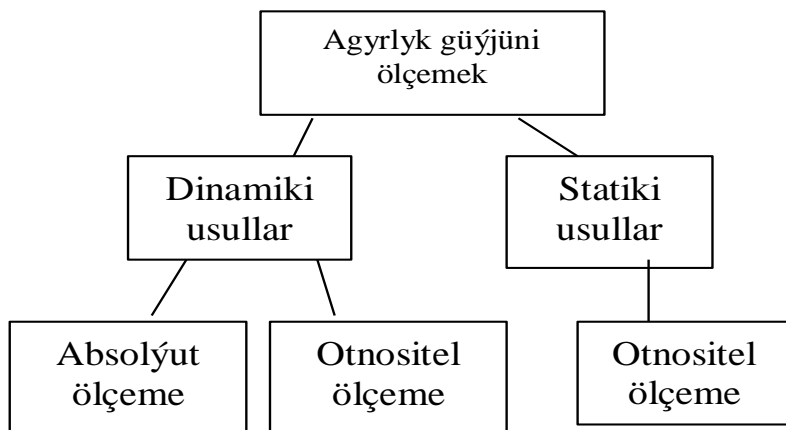 Agyrlyk güýjüni
ölçemek
Dinamiki
usullar
Statiki
usullar
Absolýut
ölçeme
Otnositel
ölçeme
Otnositel
ölçeme